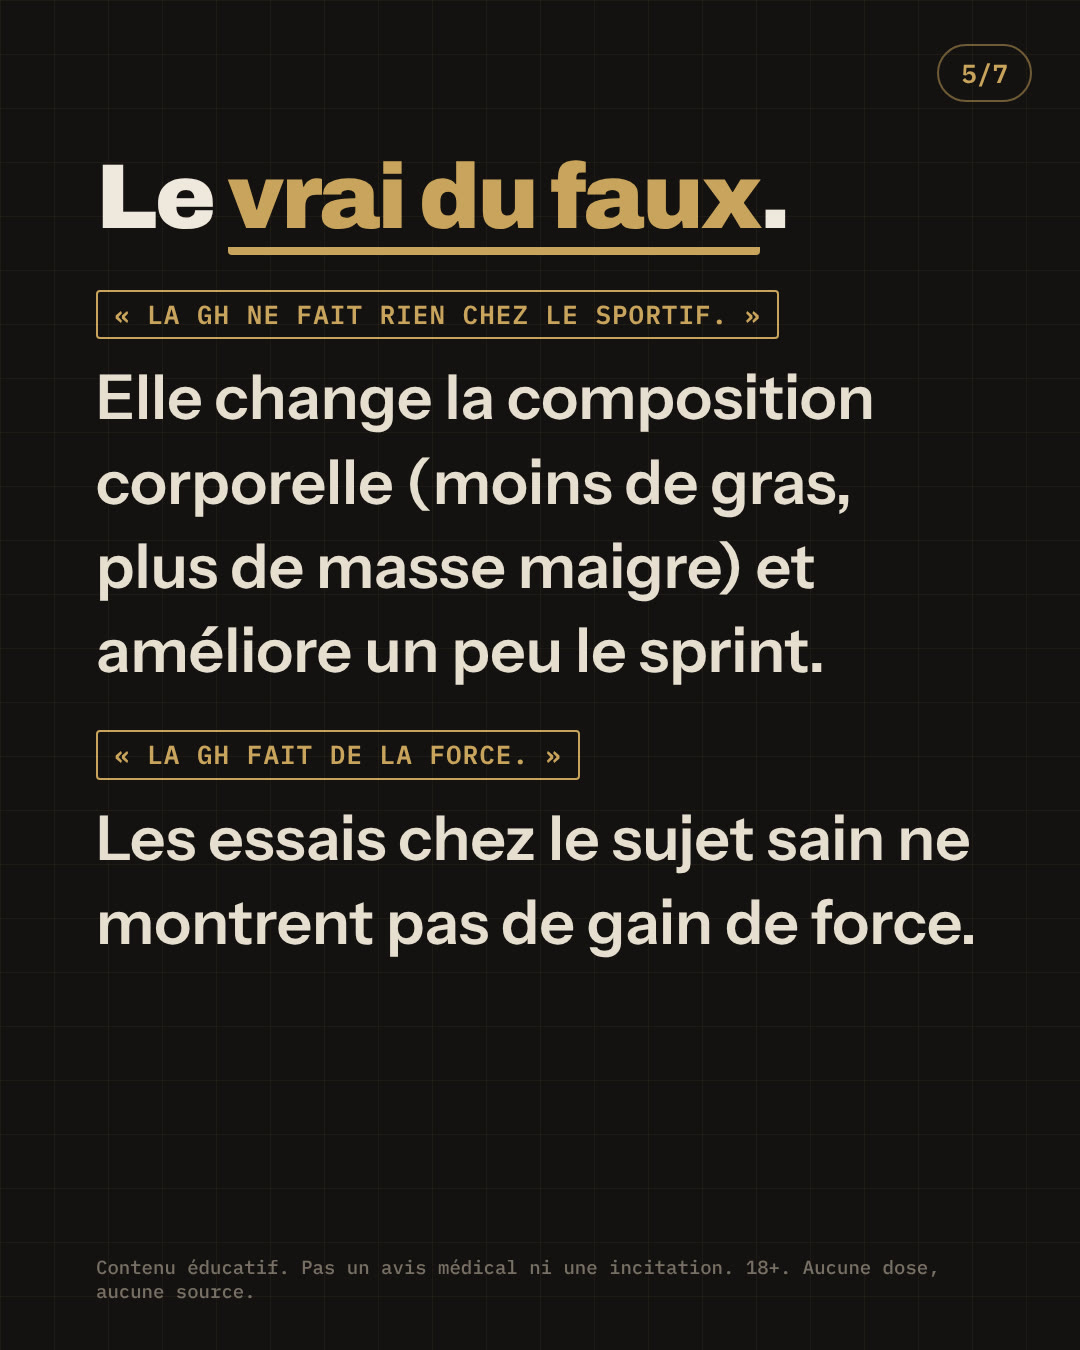 5/7
Le vrai du faux.
« LA GH NE FAIT RIEN CHEZ LE SPORTIF. »
Elle change la composition
corporelle (moins de gras,
plus de masse maigre) et
améliore un peu le sprint.
« LA GH FAIT DE LA FORCE. »
Les essais chez le sujet sain ne
montrent pas de gain de force.
Contenu éducatif. Pas un avis médical ni une incitation. 18+. Aucune dose,
aucune source.